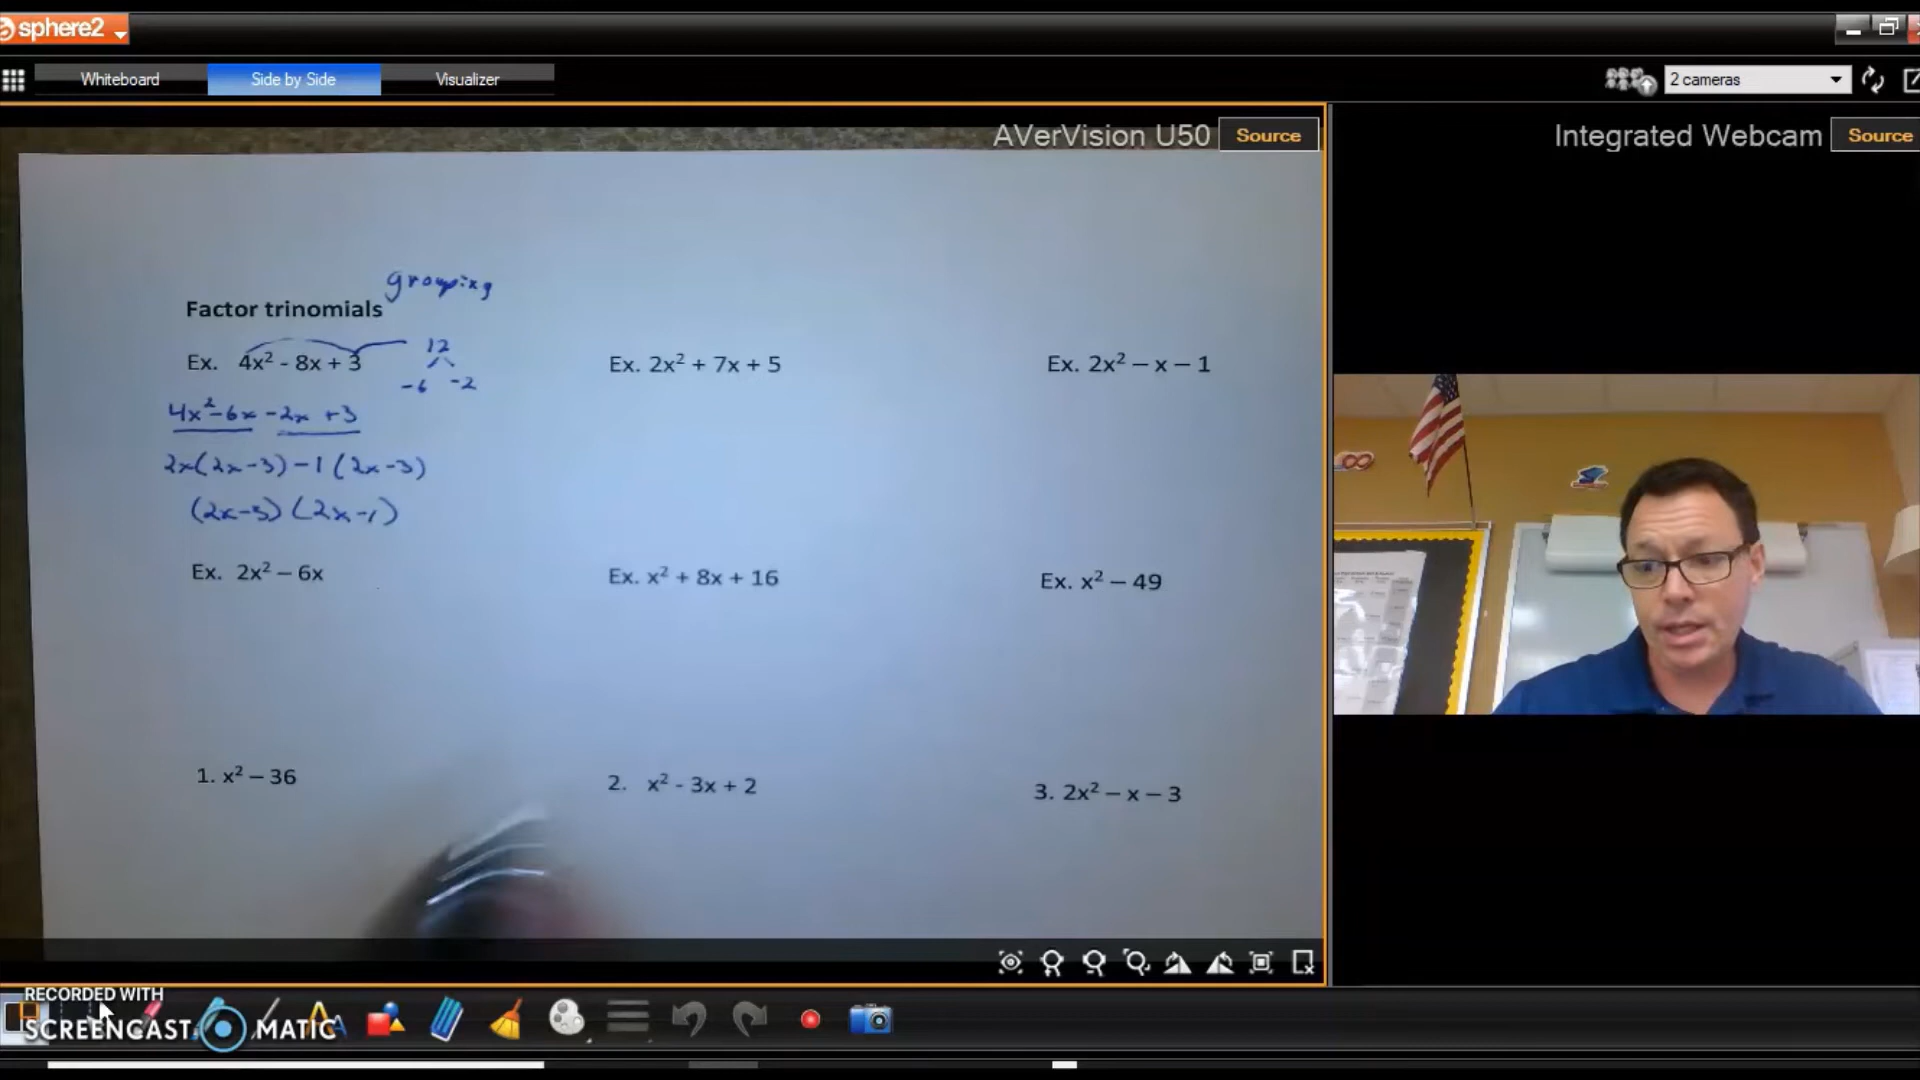 sphere2
Whiteboard
Side by Side
Visualizer
2 cameras
AVerVision U50
Source
Integrated Webcam
Source
grouping
Factor trinomials
Ex. 4x² - 8x + 3
12
-6 -2
4x²-6x -2x +3
2x(2x-3)-1(2x-3)
(2x-3)(2x-1)
Ex. 2x² + 7x + 5
Ex. 2x² – x – 1
Ex. 2x² – 6x
Ex. x² + 8x + 16
Ex. x² – 49
1. x² – 36
2. x² - 3x + 2
3. 2x² – x – 3
RECORDED WITH
SCREENCAST MATIC